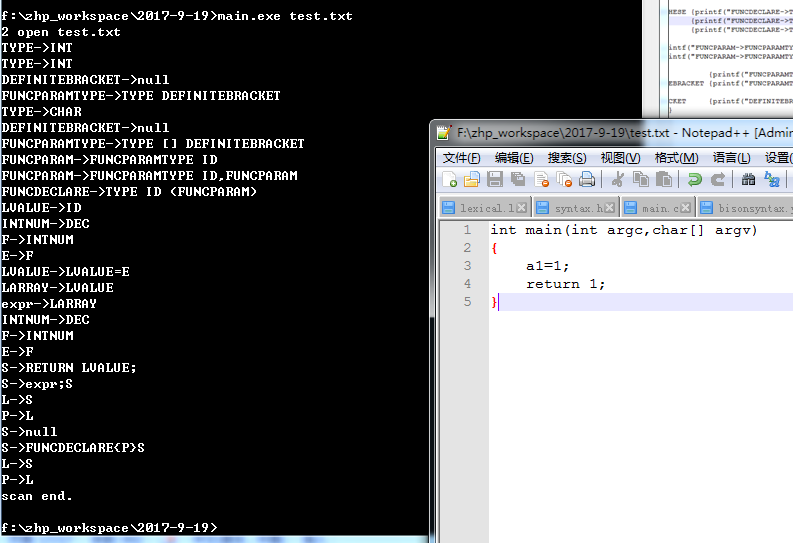 f:\zhp_workspace\2017-9-19>main.exe test.txt
2 open test.txt
TYPE->INT
TYPE->INT
DEFINITEBRACKET->null
FUNCPARAMTYPE->TYPE DEFINITEBRACKET
TYPE->CHAR
DEFINITEBRACKET->null
FUNCPARAMTYPE->TYPE [] DEFINITEBRACKET
FUNCPARAM->FUNCPARAMTYPE ID
FUNCPARAM->FUNCPARAMTYPE ID,FUNCPARAM
FUNCDECLARE->TYPE ID (FUNCPARAM)
LVALUE->ID
INTNUM->DEC
F->INTNUM
E->F
LVALUE->LVALUE=E
LARRAY->LVALUE
expr->LARRAY
INTNUM->DEC
F->INTNUM
E->F
S->RETURN LVALUE;
S->expr;S
L->S
P->L
S->null
S->FUNCDECLARE{P}S
L->S
P->L
scan end.
f:\zhp_workspace\2017-9-19>
HESE {printf("FUNCDECLARE->T
{printf("FUNCDECLARE->T
{printf("FUNCDECLARE->T
intf("FUNCPARAM->FUNCPARAMTY
intf("FUNCPARAM->FUNCPARAMTY
{printf("FUNCPARAMT
EBRACKET {printf("FUNCPARAMT
CKET {printf("DEFINITEBR
F:\zhp_workspace\2017-9-19\test.txt - Notepad++ [Admin
文件(F) 编辑(E) 搜索(S) 视图(V) 格式(M) 语言(L) 设置(
lexical.l syntax.h main.c bisonsyntax.y
1 int main(int argc,char[] argv)
2 {
3 a1=1;
4 return 1;
5 }